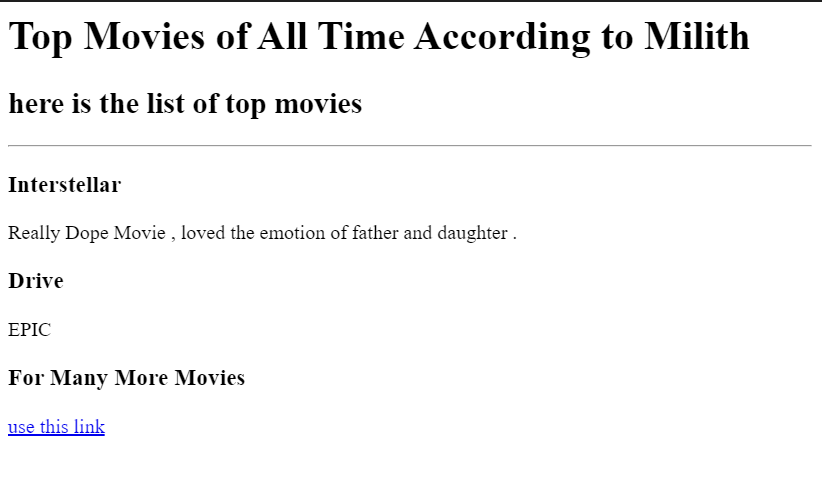 Top Movies of All Time According to Milith
here is the list of top movies
Interstellar
Really Dope Movie , loved the emotion of father and daughter .
Drive
EPIC
For Many More Movies
use this link